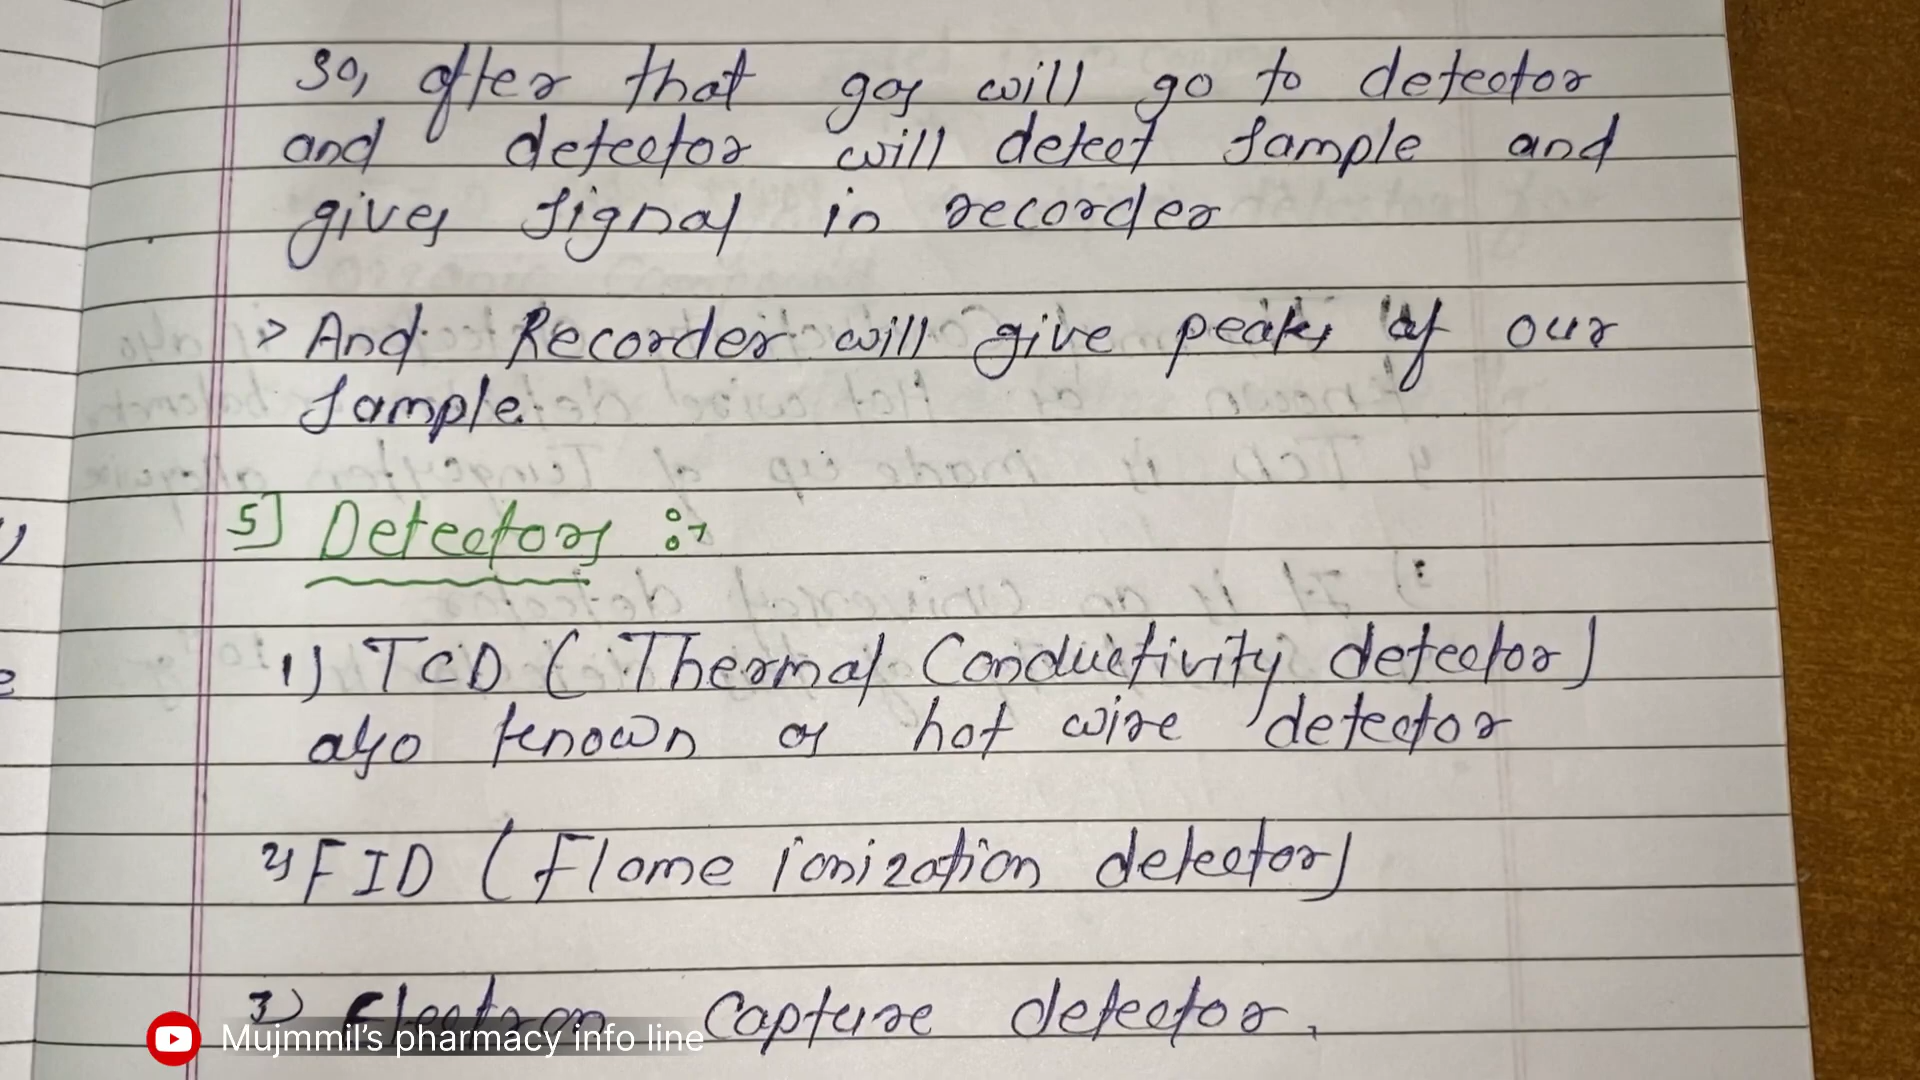 So, after that gas will go to detector
and detector will detect sample and
gives signal in recorder
> And Recorder will give peaks of our
sample.
5] Detectors :-
1) TCD (Thermal Conductivity detector)
also known as hot wire detector
2) FID (Flame ionization detector)
3) Electron Capture detector.
Mujmmil's pharmacy info line